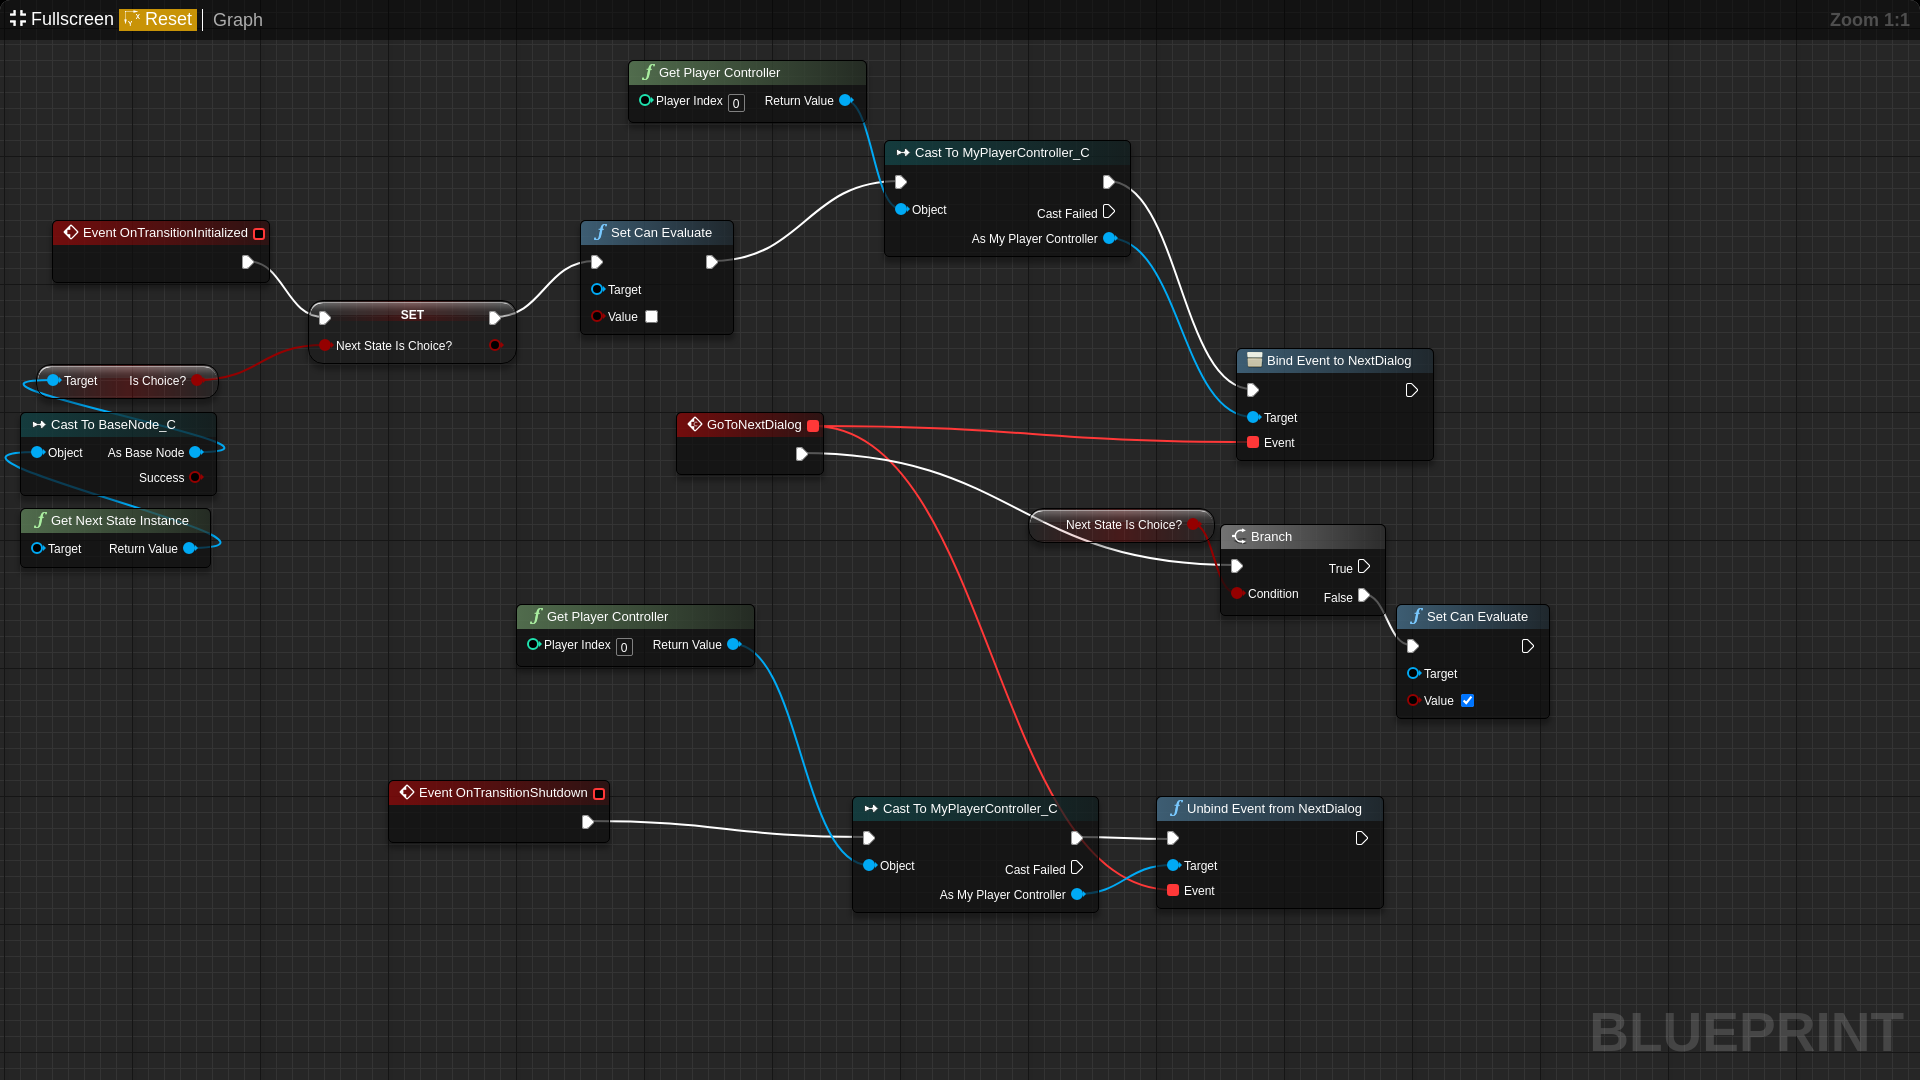 Fullscreen Reset Graph
Zoom 1:1
Get Player Controller
Player Index 0 Return Value
Cast To MyPlayerController_C
Object
Cast Failed
As My Player Controller
Event OnTransitionInitialized
Set Can Evaluate
Target
Value
SET
Next State Is Choice?
Target Is Choice?
Cast To BaseNode_C
Object As Base Node
Success
Get Next State Instance
Target Return Value
Bind Event to NextDialog
Target
Event
GoToNextDialog
Next State Is Choice?
Branch
True
Condition False
Set Can Evaluate
Target
Value
Get Player Controller
Player Index 0 Return Value
Event OnTransitionShutdown
Cast To MyPlayerController_C
Object
Cast Failed
As My Player Controller
Unbind Event from NextDialog
Target
Event
BLUEPRINT